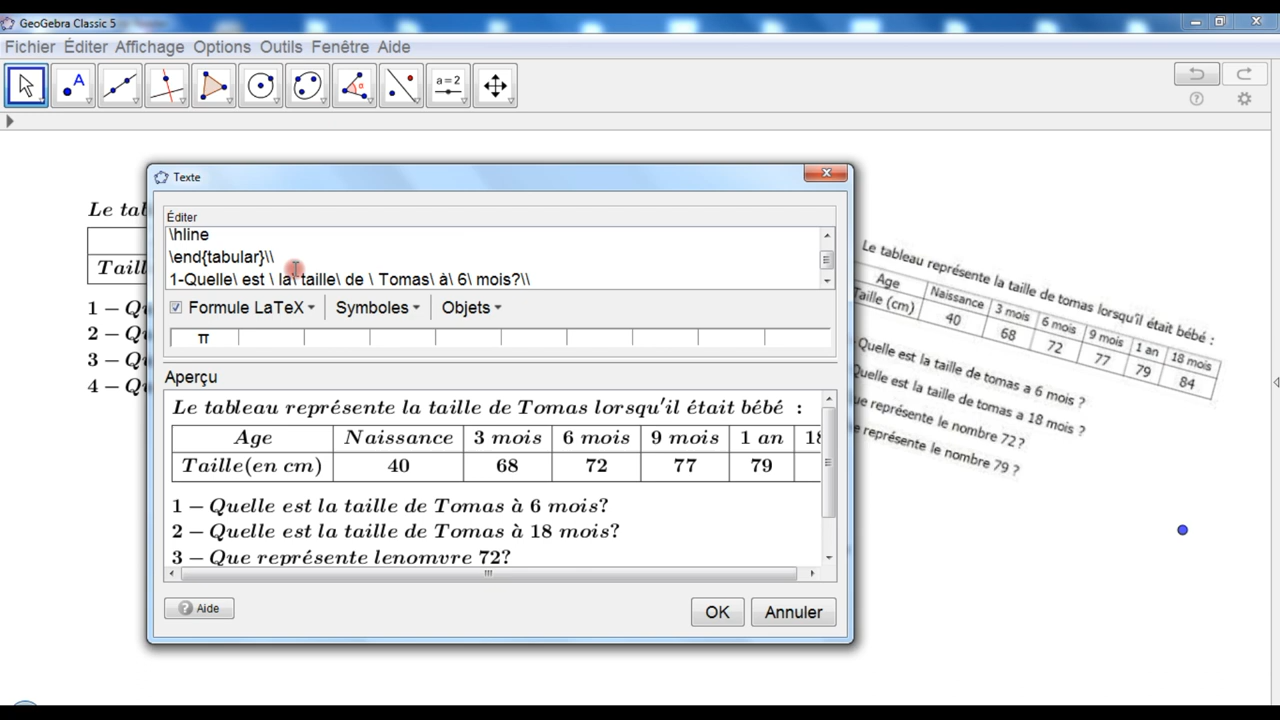 GeoGebra Classic 5
Fichier Éditer Affichage Options Outils Fenêtre Aide
A
α
a=2
Texte
Éditer
\hline
\end{tabular}\\
1-Quelle\ est \ la\ taille\ de \ Tomas\ à\ 6\ mois?\\
Formule LaTeX Symboles Objets
π
Aperçu
Le tableau représente la taille de Tomas lorsqu'il était bébé :
Age Naissance 3 mois 6 mois 9 mois 1 an 18
Taille(en cm) 40 68 72 77 79
1 – Quelle est la taille de Tomas à 6 mois?
2 – Quelle est la taille de Tomas à 18 mois?
3 – Que représente lenomvre 72?
Aide
OK
Annuler
Le tab
Taill
1 – Qu
2 – Qu
3 – Qu
4 – Qu
Le tableau représente la taille de tomas lorsqu'il était bébé :
Age Naissance 3 mois 6 mois 9 mois 1 an 18 mois
Taille (cm) 40 68 72 77 79 84
Quelle est la taille de tomas a 6 mois ?
Quelle est la taille de tomas a 18 mois ?
ue représente le nombre 72?
e représente le nombre 79 ?